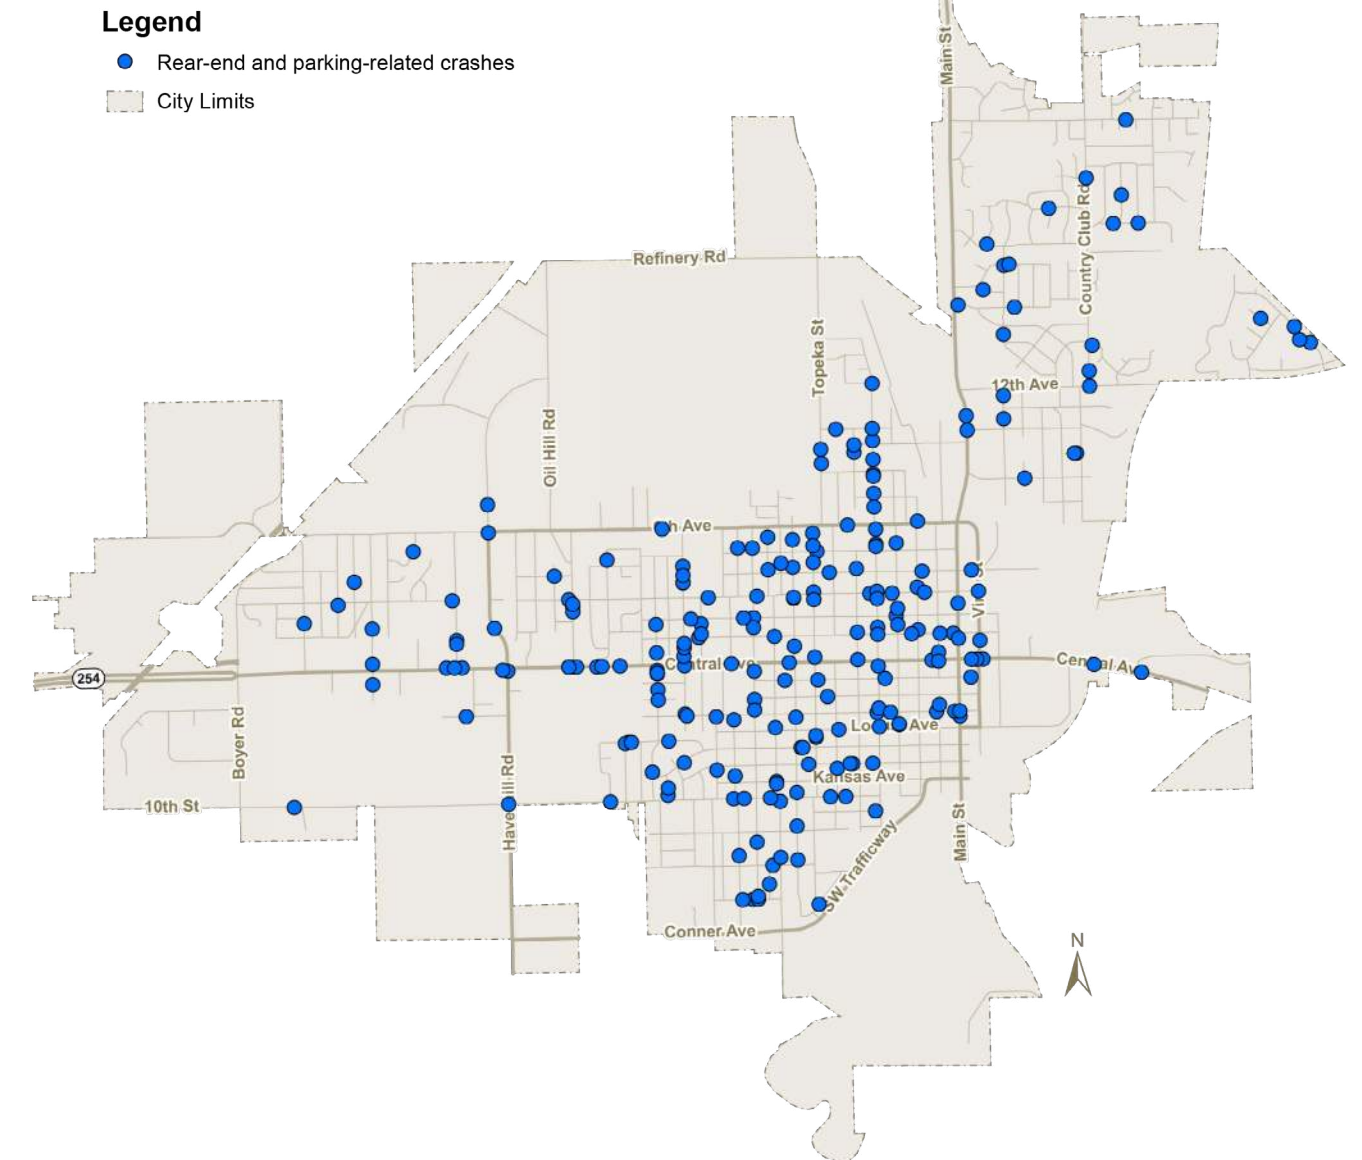 Legend
Rear-end and parking-related crashes
City Limits
Main St
Country Club Rd
Refinery Rd
Topeka St
12th Ave
Oil Hill Rd
h Ave
Central Ave
Central Av
254
Boyer Rd
Locust Ave
Kansas Ave
10th St
Haverhill Rd
Main St
SW Trafficway
Conner Ave
N